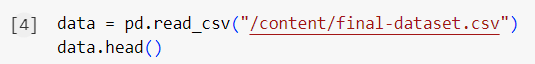 [4] data = pd.read_csv("/content/final-dataset.csv")
data.head()